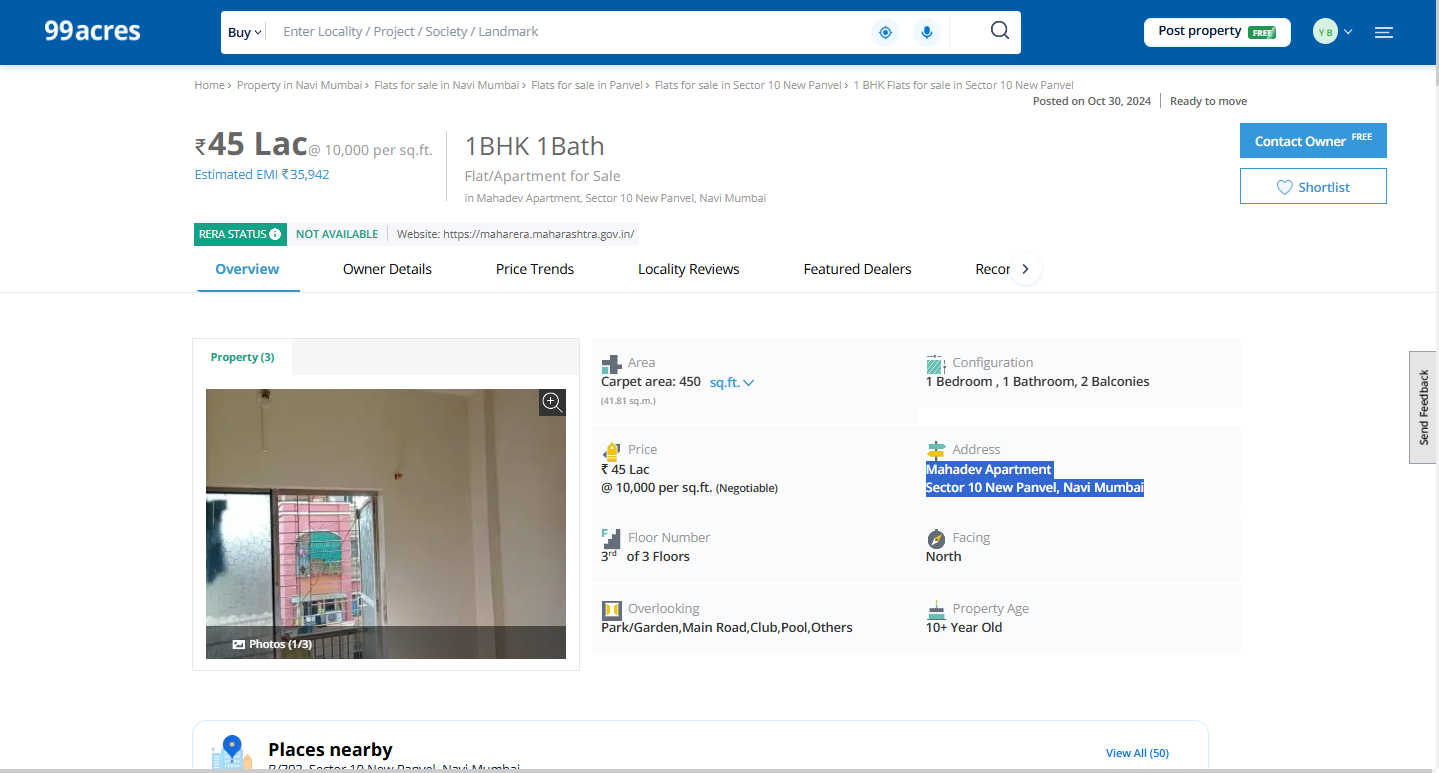 99acres
Buy
Enter Locality / Project / Society / Landmark
Post property FREE
Y B
Home › Property in Navi Mumbai › Flats for sale in Navi Mumbai › Flats for sale in Panvel › Flats for sale in Sector 10 New Panvel › 1 BHK Flats for sale in Sector 10 New Panvel
Posted on Oct 30, 2024 | Ready to move
₹45 Lac @ 10,000 per sq.ft.
Estimated EMI ₹35,942
1BHK 1Bath
Flat/Apartment for Sale
in Mahadev Apartment, Sector 10 New Panvel, Navi Mumbai
Contact Owner FREE
Shortlist
RERA STATUS NOT AVAILABLE Website: https://maharera.maharashtra.gov.in/
Overview
Owner Details
Price Trends
Locality Reviews
Featured Dealers
Recor
Property (3)
Photos (1/3)
Area
Carpet area: 450 sq.ft.
(41.81 sq.m.)
Configuration
1 Bedroom , 1 Bathroom, 2 Balconies
Price
₹ 45 Lac
@ 10,000 per sq.ft. (Negotiable)
Address
Mahadev Apartment
Sector 10 New Panvel, Navi Mumbai
Floor Number
3rd of 3 Floors
Facing
North
Overlooking
Park/Garden,Main Road,Club,Pool,Others
Property Age
10+ Year Old
Send Feedback
Places nearby
View All (50)
B/302, Sector 10 New Panvel, Navi Mumbai